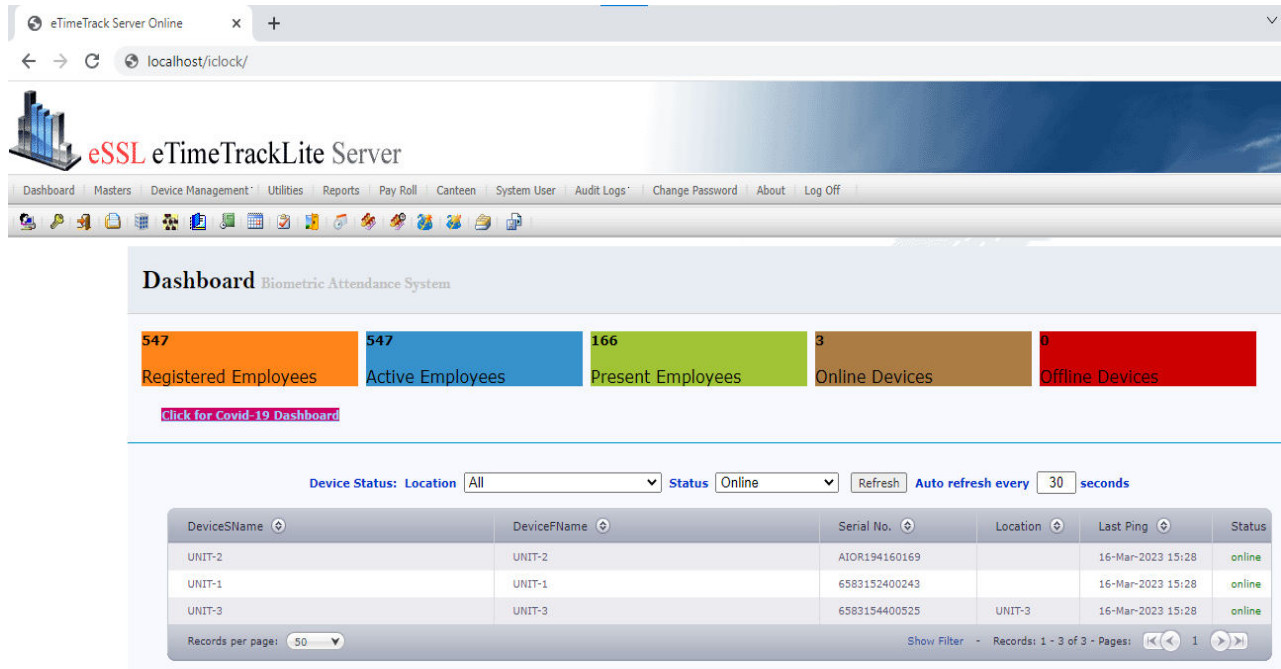 eTimeTrack Server Online
localhost/iclock/
eSSL eTimeTrackLite Server
Dashboard Masters Device Management Utilities Reports Pay Roll Canteen System User Audit Logs Change Password About Log Off
Dashboard Biometric Attendance System
547 547 166 3 0
Registered Employees Active Employees Present Employees Online Devices Offline Devices
Click for Covid-19 Dashboard
Device Status: Location All Status Online Refresh Auto refresh every 30 seconds
DeviceSName DeviceFName Serial No. Location Last Ping Status
UNIT-2 UNIT-2 AIOR194160169 16-Mar-2023 15:28 online
UNIT-1 UNIT-1 6583152400243 16-Mar-2023 15:28 online
UNIT-3 UNIT-3 6583154400525 UNIT-3 16-Mar-2023 15:28 online
Records per page: 50 Show Filter - Records: 1 - 3 of 3 - Pages: 1